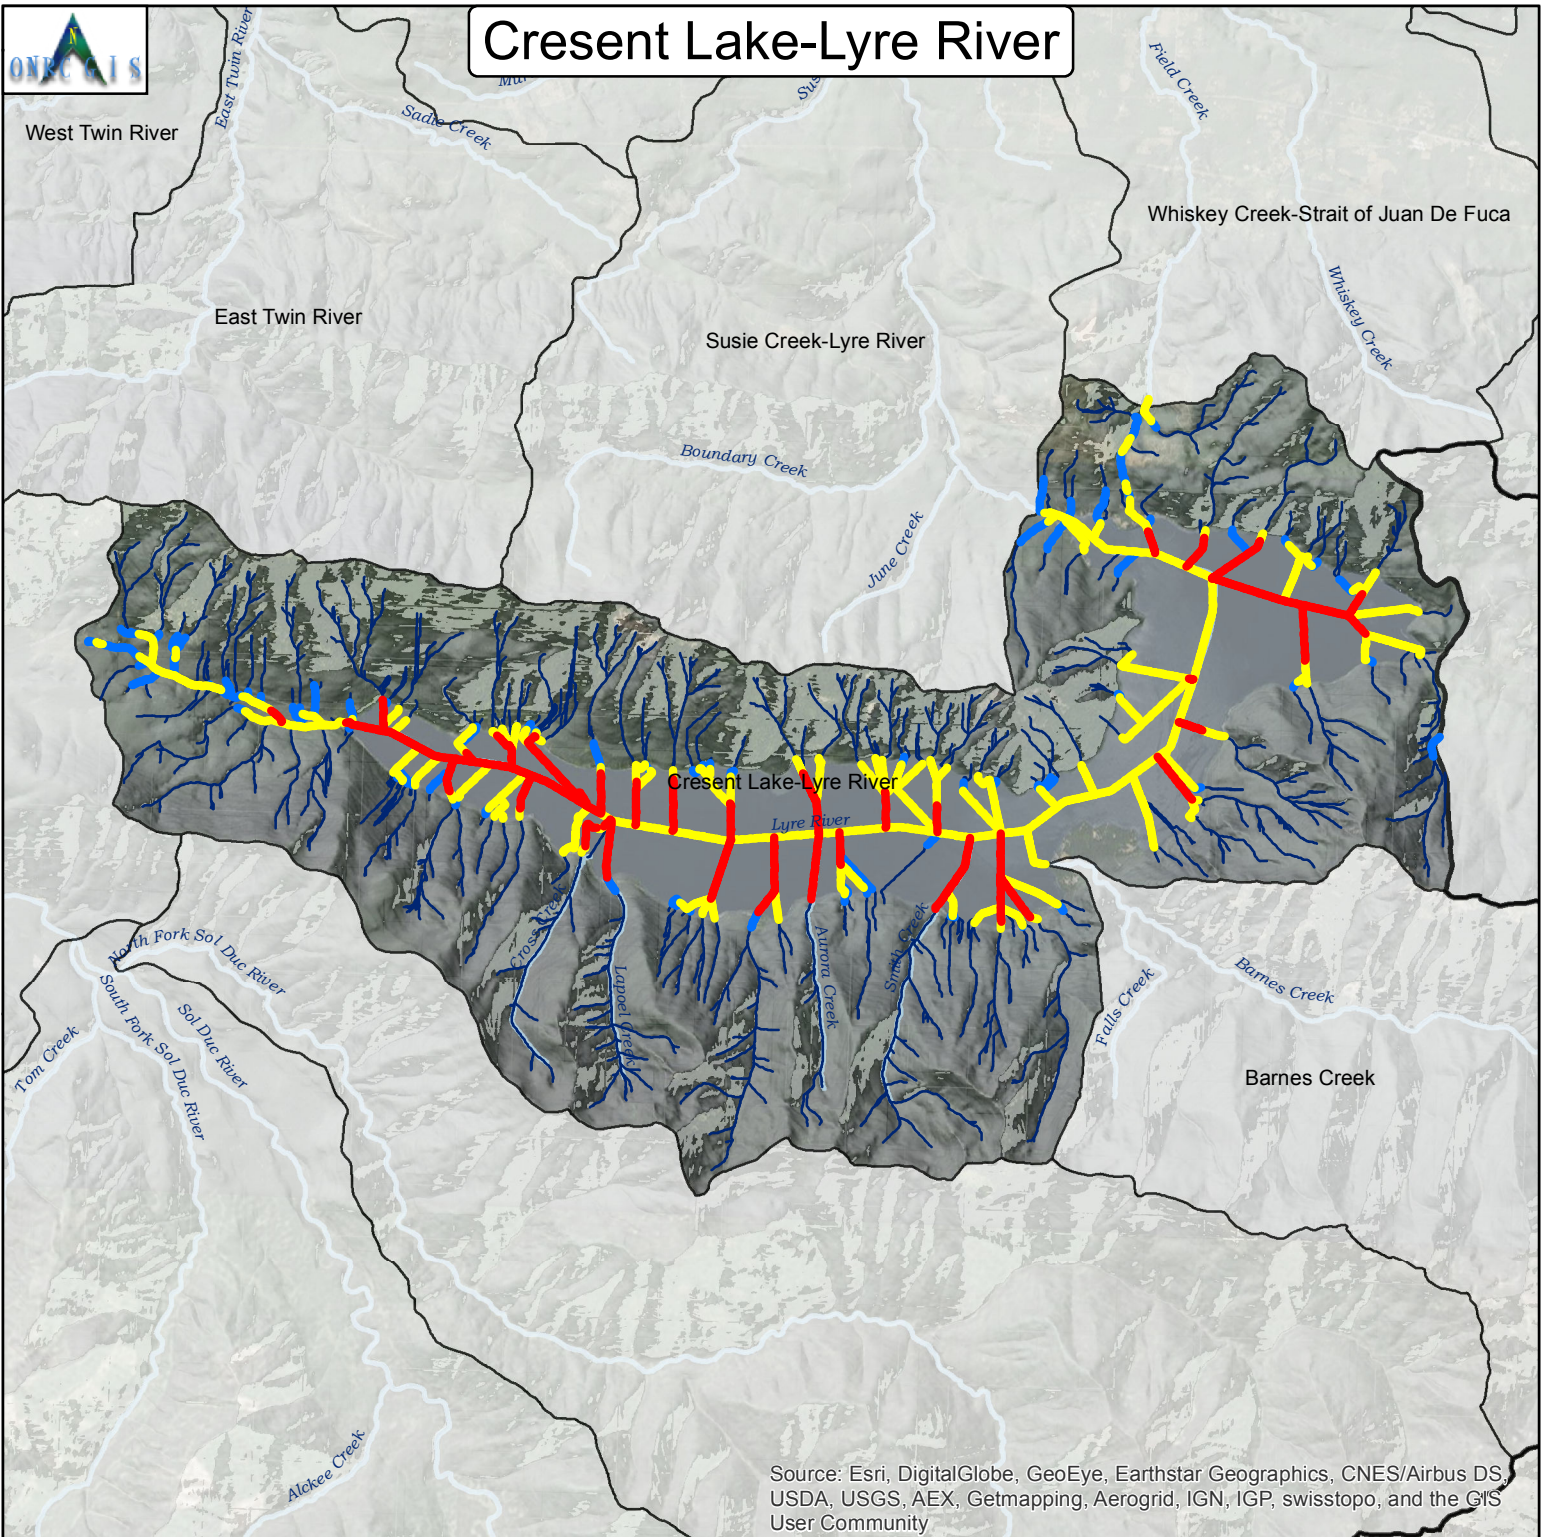 N
ONRC GIS
Cresent Lake-Lyre River
East Twin River
Sadie Creek
Field Creek
West Twin River
Whiskey Creek-Strait of Juan De Fuca
Whiskey Creek
East Twin River
Susie Creek-Lyre River
Boundary Creek
June Creek
Cresent Lake-Lyre River
Lyre River
Cross Creek
Lapoel Creek
Aurora Creek
Smith Creek
North Fork Sol Duc River
South Fork Sol Duc River
Sol Duc River
Tom Creek
Falls Creek
Barnes Creek
Barnes Creek
Alckee Creek
Source: Esri, DigitalGlobe, GeoEye, Earthstar Geographics, CNES/Airbus DS,
USDA, USGS, AEX, Getmapping, Aerogrid, IGN, IGP, swisstopo, and the GIS
User Community